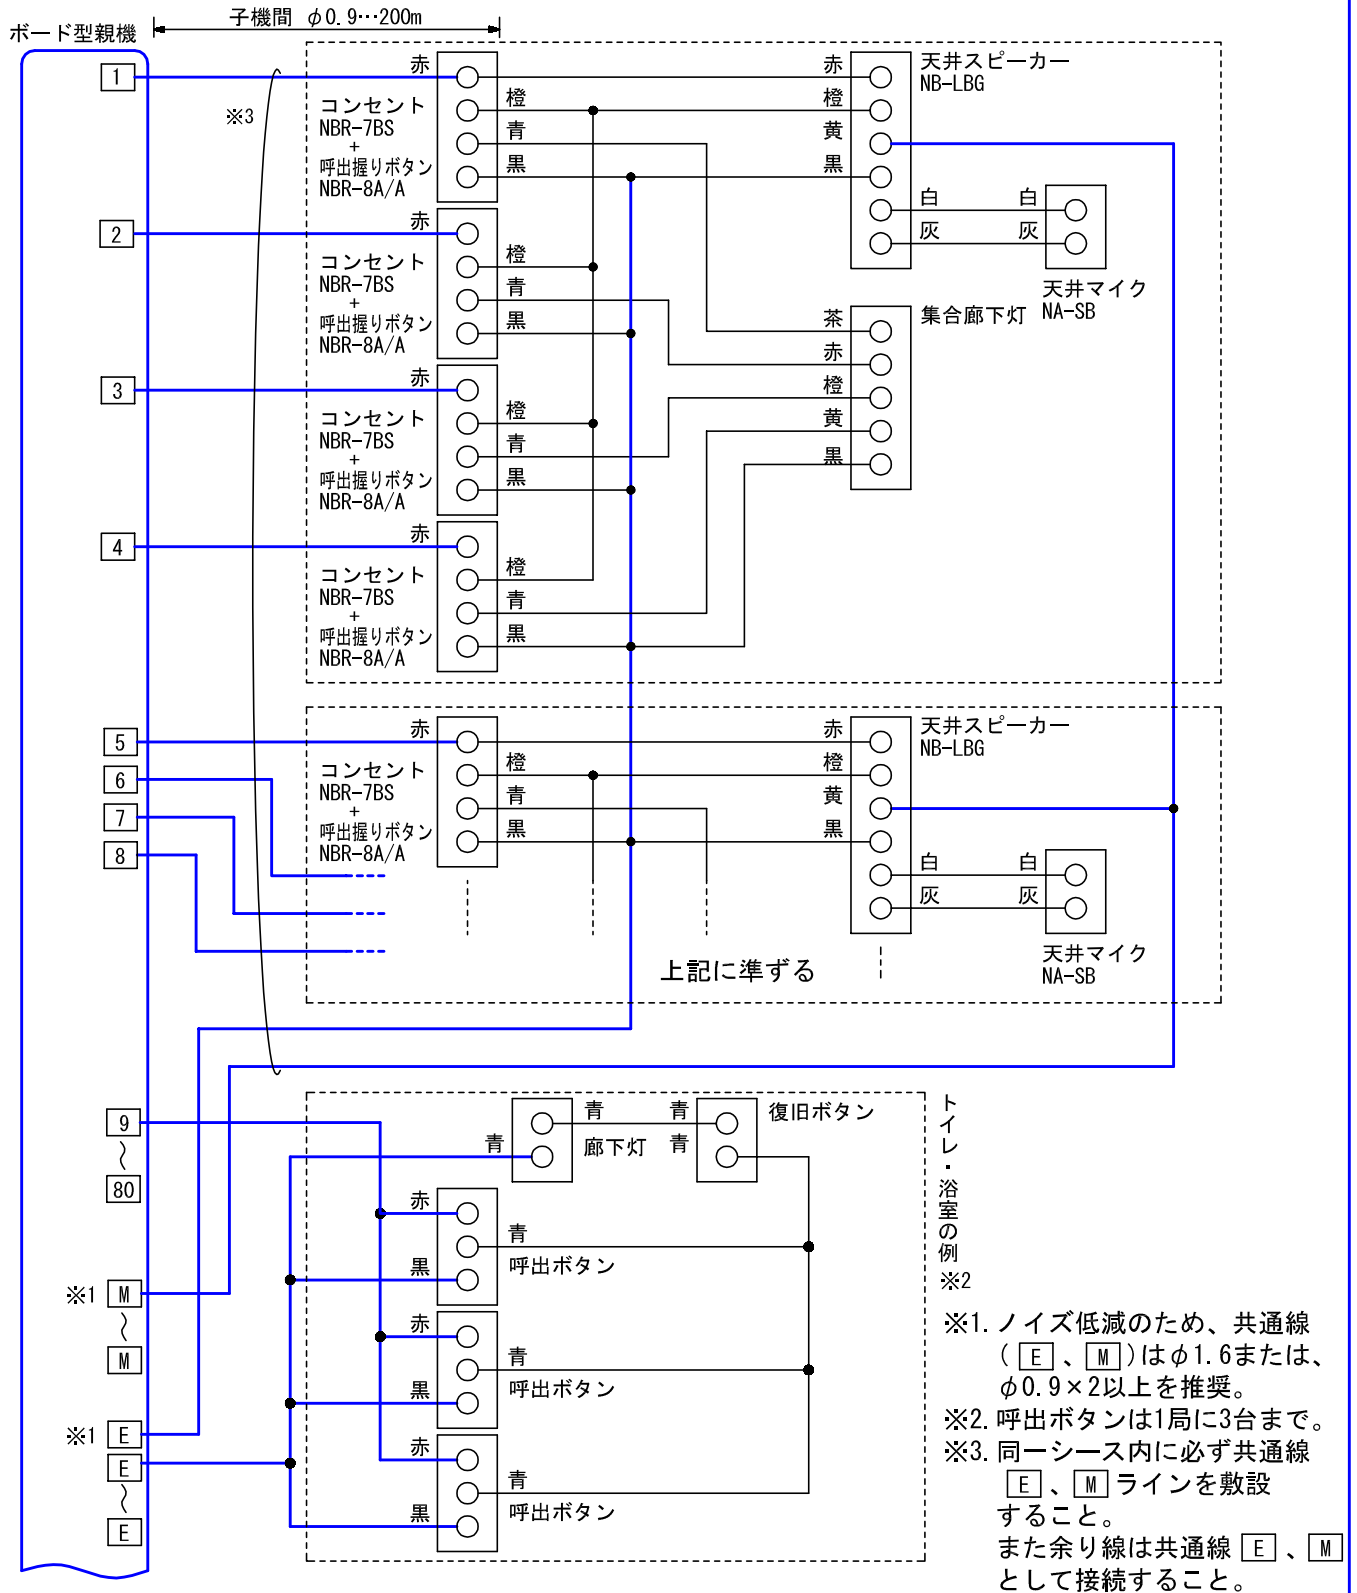 子機間 φ0.9…200m
ボード型親機
※3
1
赤
コンセント
NBR-7BS
+
呼出握りボタン
NBR-8A/A
橙
青
黒
赤
橙
黄
黒
天井スピーカー
NB-LBG
白 白
灰 灰
天井マイク
NA-SB
2
赤
コンセント
NBR-7BS
+
呼出握りボタン
NBR-8A/A
橙
青
黒
茶
赤
橙
黄
黒
集合廊下灯
3
赤
コンセント
NBR-7BS
+
呼出握りボタン
NBR-8A/A
橙
青
黒
4
赤
コンセント
NBR-7BS
+
呼出握りボタン
NBR-8A/A
橙
青
黒
5
6
7
8
赤
コンセント
NBR-7BS
+
呼出握りボタン
NBR-8A/A
橙
青
黒
赤
橙
黄
黒
天井スピーカー
NB-LBG
白 白
灰 灰
天井マイク
NA-SB
上記に準ずる
9
〜
80
青 青
青 廊下灯 青
復旧ボタン
赤
青
呼出ボタン
黒
赤
青
呼出ボタン
黒
赤
青
呼出ボタン
黒
トイレ・浴室の例
※2
※1 M
〜
M
※1 E
E
〜
E
※1. ノイズ低減のため、共通線
( E 、 M )はφ1.6または、
φ0.9×2以上を推奨。
※2. 呼出ボタンは1局に3台まで。
※3. 同一シース内に必ず共通線
E 、 M ラインを敷設
すること。
また余り線は共通線 E 、 M
として接続すること。